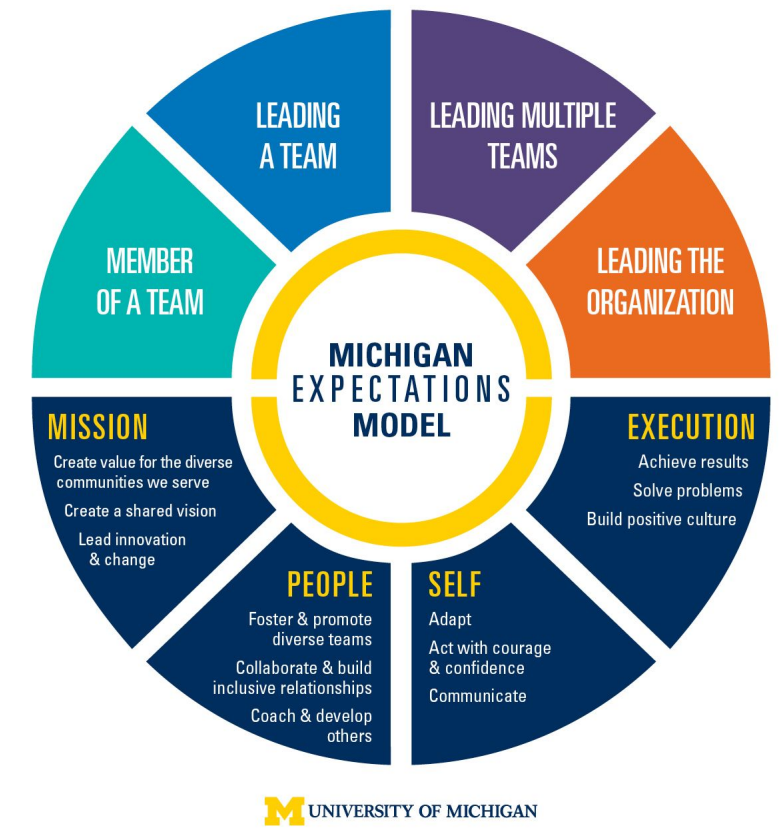 LEADING
A TEAM
LEADING MULTIPLE
TEAMS
MEMBER
OF A TEAM
LEADING THE
ORGANIZATION
MICHIGAN
EXPECTATIONS
MODEL
MISSION
Create value for the diverse
communities we serve
Create a shared vision
Lead innovation
& change
PEOPLE
Foster & promote
diverse teams
Collaborate & build
inclusive relationships
Coach & develop
others
SELF
Adapt
Act with courage
& confidence
Communicate
EXECUTION
Achieve results
Solve problems
Build positive culture
M UNIVERSITY OF MICHIGAN